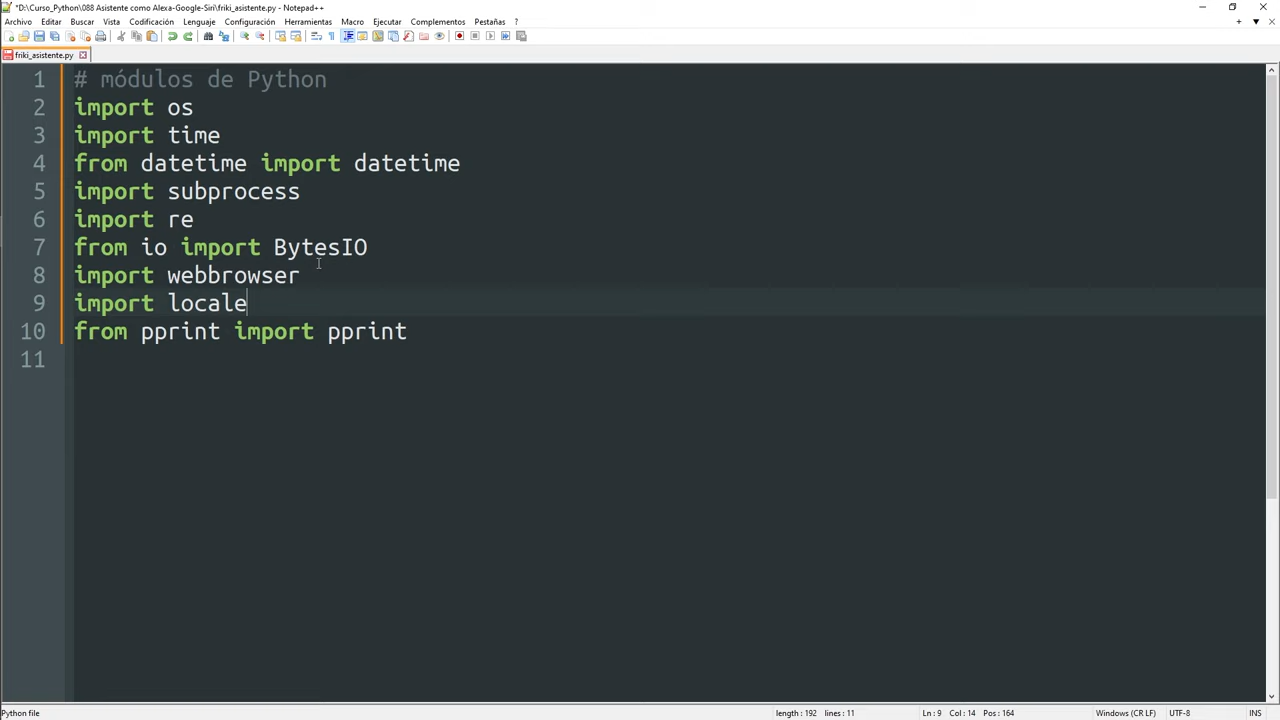 *D:\Curso_Python\088 Asistente como Alexa-Google-Siri\friki_asistente.py - Notepad++
Archivo Editar Buscar Vista Codificación Lenguaje Configuración Herramientas Macro Ejecutar Complementos Pestañas ?
friki_asistente.py
1 # módulos de Python
2 import os
3 import time
4 from datetime import datetime
5 import subprocess
6 import re
7 from io import BytesIO
8 import webbrowser
9 import locale
10 from pprint import pprint
11
Python file length : 192 lines : 11 Ln : 9 Col : 14 Pos : 164 Windows (CR LF) UTF-8 INS